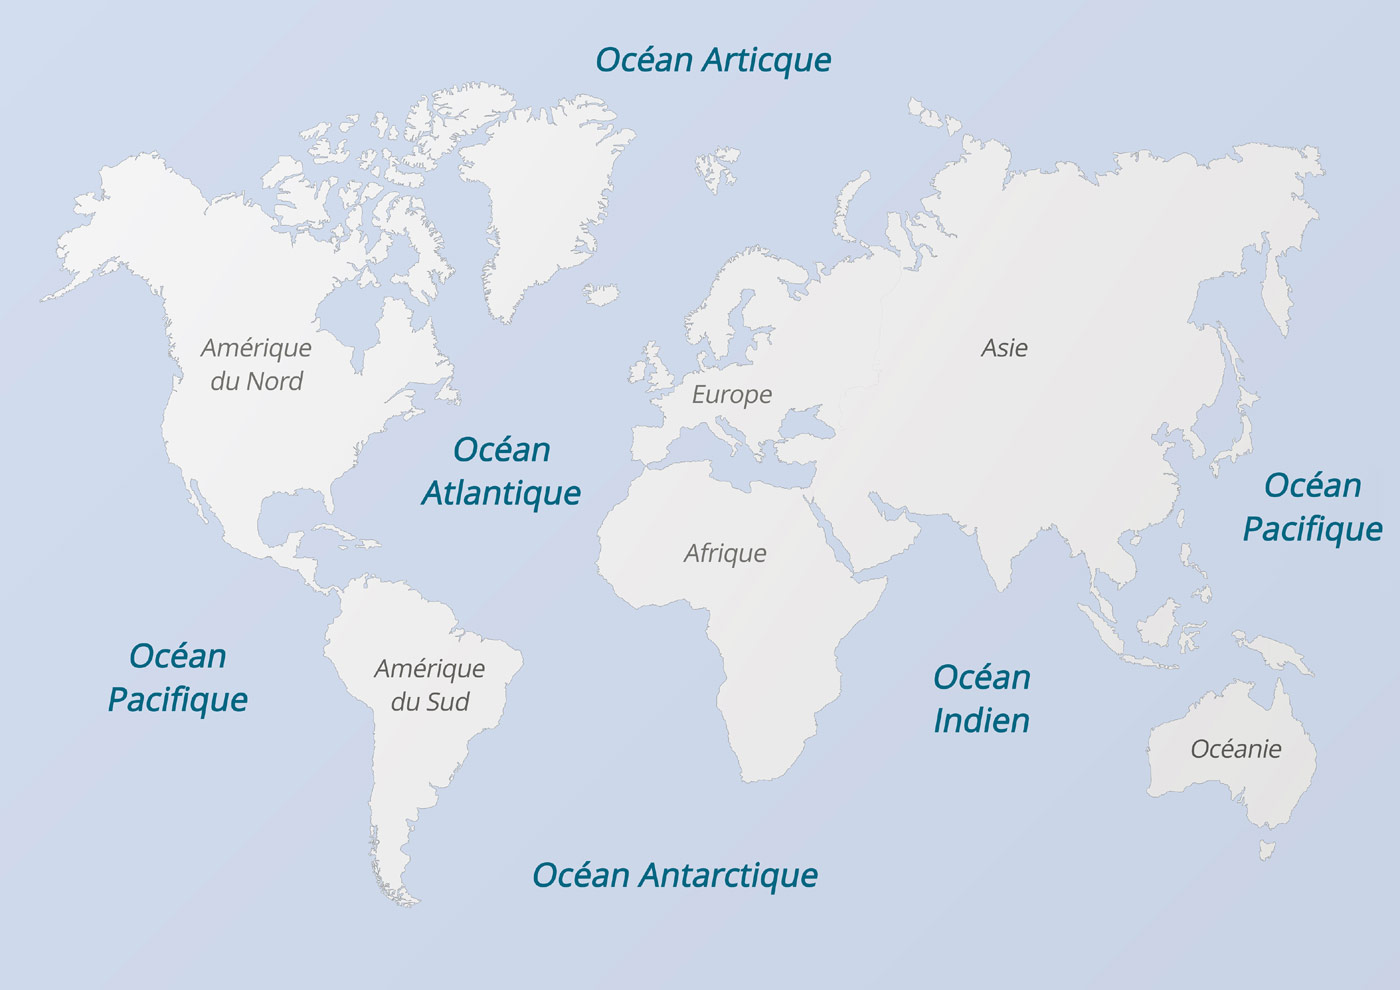 Océan Articque
Amérique
du Nord
Asie
Europe
Océan
Atlantique
Océan
Pacifique
Afrique
Océan
Pacifique
Amérique
du Sud
Océan
Indien
Océanie
Océan Antarctique